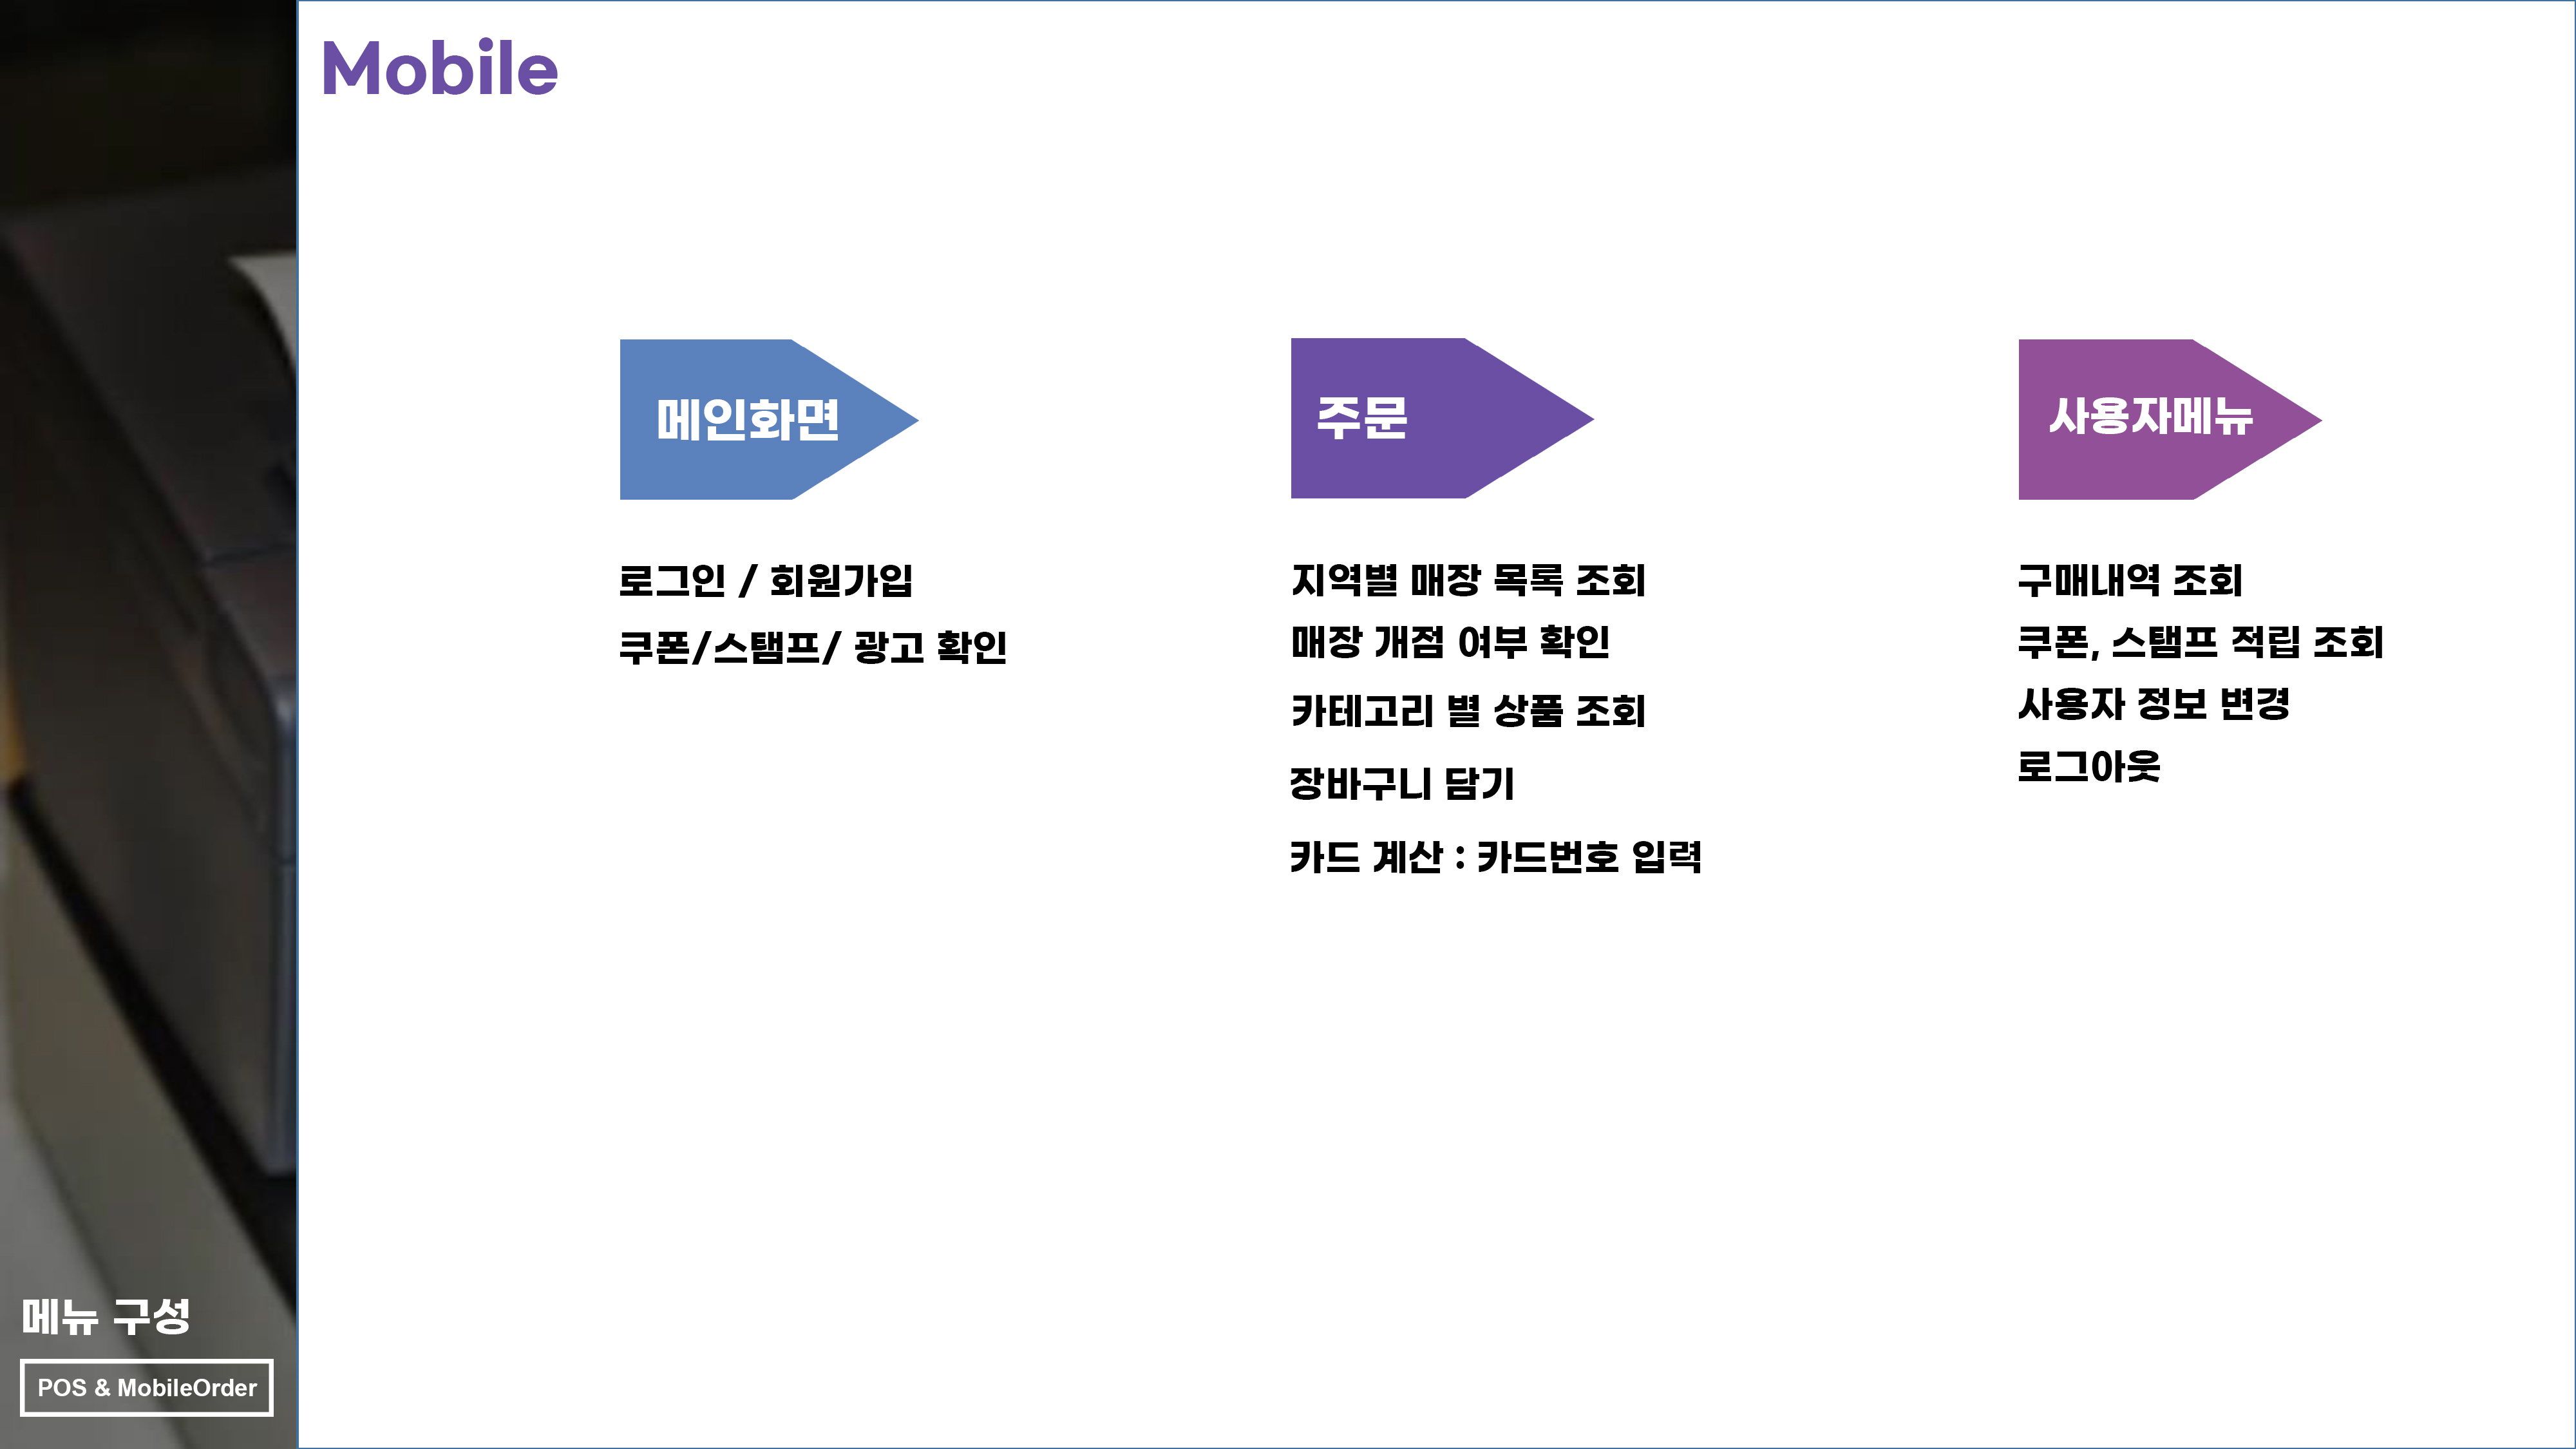 Mobile
메인화면
로그인 / 회원가입
쿠폰/스탬프/ 광고 확인
주문
지역별 매장 목록 조회
매장 개점 여부 확인
카테고리 별 상품 조회
장바구니 담기
카드 계산 : 카드번호 입력
사용자메뉴
구매내역 조회
쿠폰, 스탬프 적립 조회
사용자 정보 변경
로그아웃
메뉴 구성
POS & MobileOrder